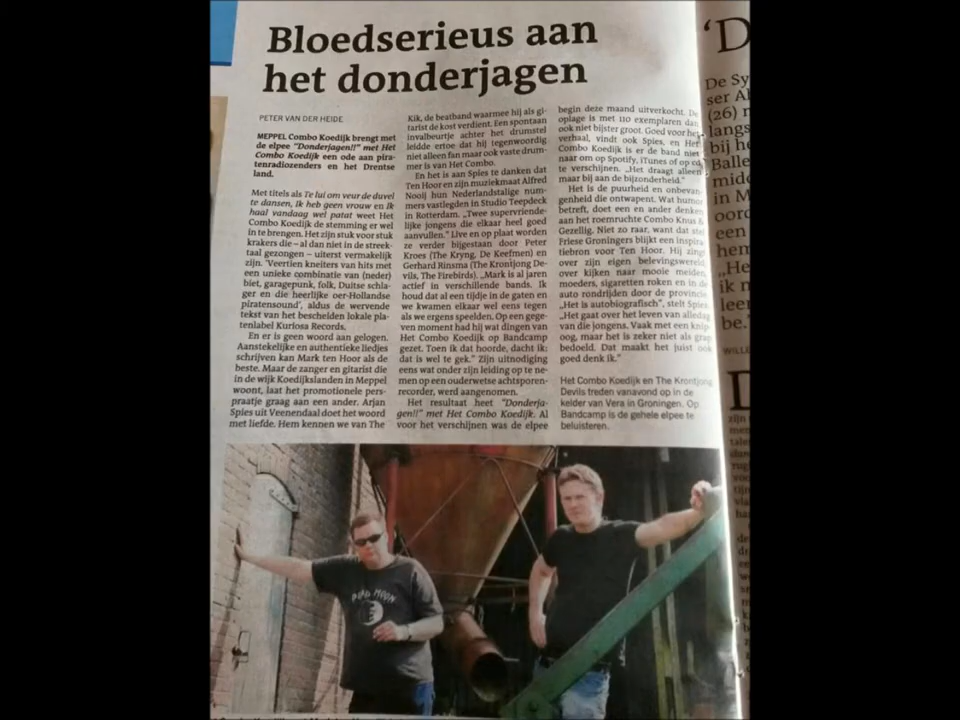 Bloedserieus aan
het donderjagen
PETER VAN DER HEIDE
MEPPEL Combo Koedijk brengt met
de elpee "Donderjagen!!" met Het
Combo Koedijk een ode aan pira-
tenradiozenders en het Drentse
land.
Met titels als Te lui om veur de duvel
te dansen, Ik heb geen vrouw en Ik
haal vandaag wel patat weet Het
Combo Koedijk de stemming er wel
in te brengen. Het zijn stuk voor stuk
krakers die – al dan niet in de streek-
taal gezongen – uiterst vermakelijk
zijn. 'Veertien kneiters van hits met
een unieke combinatie van (neder)
biet, garagepunk, folk, Duitse schla-
ger en die heerlijke oer-Hollandse
piratensound', aldus de wervende
tekst van het bescheiden lokale pla-
tenlabel Kuriosa Records.
En er is geen woord aan gelogen.
Aanstekelijke en authentieke liedjes
schrijven kan Mark ten Hoor als de
beste. Maar de zanger en gitarist die
in de wijk Koedijkslanden in Meppel
woont, laat het promotionele pers-
praatje graag aan een ander. Arjan
Spies uit Veenendaal doet het woord
met liefde. Hem kennen we van The
Kik, de beatband waarmee hij als gi-
tarist de kost verdient. Een spontaan
invalbeurtje achter het drumstel
leidde ertoe dat hij tegenwoordig
niet alleen fan maar ook vaste drum-
mer is van Het Combo.
En het is aan Spies te danken dat
Ten Hoor en zijn muziekmaat Alfred
Nooij hun Nederlandstalige num-
mers vastlegden in Studio Teepdeck
in Rotterdam. „Twee supervriende-
lijke jongens die elkaar heel goed
aanvullen." Live en op plaat worden
ze verder bijgestaan door Peter
Kroes (The Kryng, De Keefmen) en
Gerhard Rinsma (The Krontjong De-
vils, The Firebirds). „Mark is al jaren
actief in verschillende bands. Ik
houd dat al een tijdje in de gaten en
we kwamen elkaar wel eens tegen
als we ergens speelden. Op een gege-
ven moment had hij wat dingen van
Het Combo Koedijk op Bandcamp
gezet. Toen ik dat hoorde, dacht ik:
dat is wel te gek." Zijn uitnodiging
eens wat onder zijn leiding op te ne-
men op een ouderwetse achtsporen-
recorder, werd aangenomen.
Het resultaat heet "Donderja-
gen!!" met Het Combo Koedijk. Al
voor het verschijnen was de elpee
begin deze maand uitverkocht. De
oplage is met 110 exemplaren dan
ook niet bijster groot. Goed voor het
verhaal, vindt ook Spies, en Het
Combo Koedijk is er de band niet
naar om op Spotify, iTunes of op cd
te verschijnen. „Het draagt alleen
maar bij aan de bijzonderheid."
Het is de puurheid en onbevan-
genheid die ontwapent. Wat humor
betreft, doet een en ander denken
aan het roemruchte Combo Knus &
Gezellig. Niet zo raar, want dat stel
Friese Groningers blijkt een inspira-
tiebron voor Ten Hoor. Hij zingt
over zijn eigen belevingswereld,
over kijken naar mooie meiden,
moeders, sigaretten roken en in de
auto rondrijden door de provincie.
„Het is autobiografisch", stelt Spies.
„Het gaat over het leven van alledag
van die jongens. Vaak met een knip-
oog, maar het is zeker niet als grap
bedoeld. Dat maakt het juist ook
goed denk ik."
Het Combo Koedijk en The Krontjong
Devils treden vanavond op in de
kelder van Vera in Groningen. Op
Bandcamp is de gehele elpee te
beluisteren.
DEAD MOON
'D
De Sy
ser Al
(26) n
langs
bij he
Balle
midd
in M
oord
een
hem
„He
ik n
leer
be."
WILLE
D